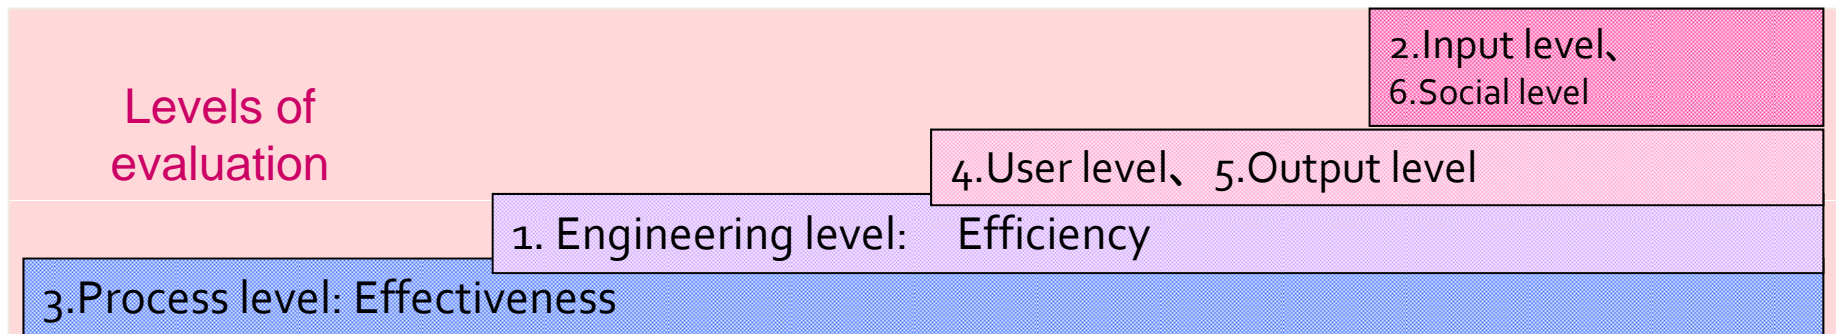 Levels of
evaluation
2.Input level、
6.Social level
4.User level、 5.Output level
1. Engineering level: Efficiency
3.Process level: Effectiveness